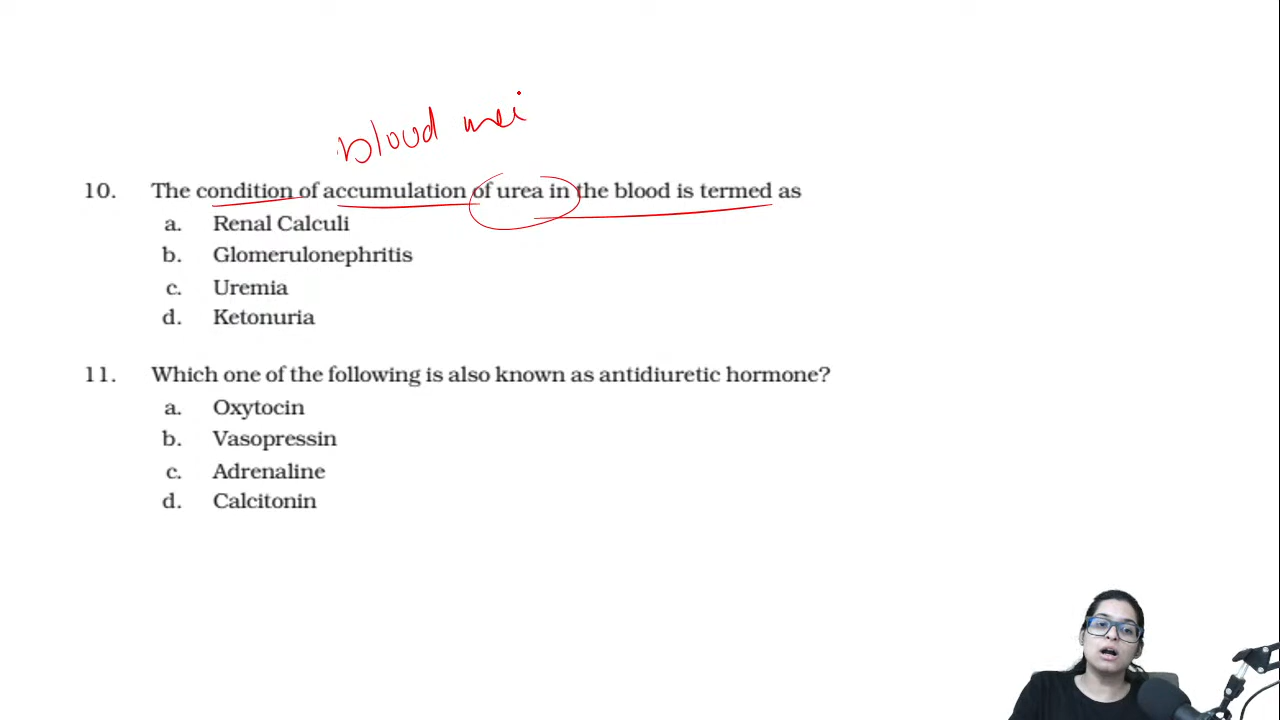 blood mei
10. The condition of accumulation of urea in the blood is termed as
a. Renal Calculi
b. Glomerulonephritis
c. Uremia
d. Ketonuria
11. Which one of the following is also known as antidiuretic hormone?
a. Oxytocin
b. Vasopressin
c. Adrenaline
d. Calcitonin